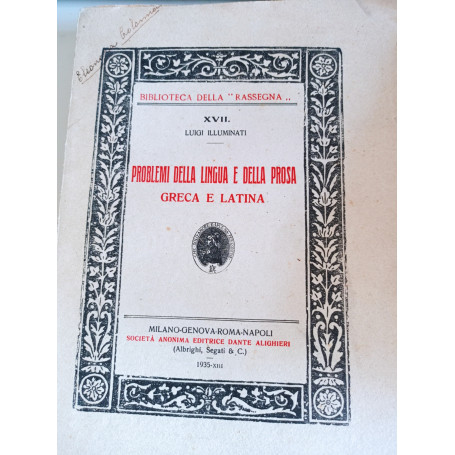 BIBLIOTECA DELLA "RASSEGNA„
XVII.
LUIGI ILLUMINATI
PROBLEMI DELLA LINGUA E DELLA PROSA
GRECA E LATINA
MILANO-GENOVA-ROMA-NAPOLI
SOCIETÀ ANONIMA EDITRICE DANTE ALIGHIERI
(Albrighi, Segati & C.)
1935-XIII